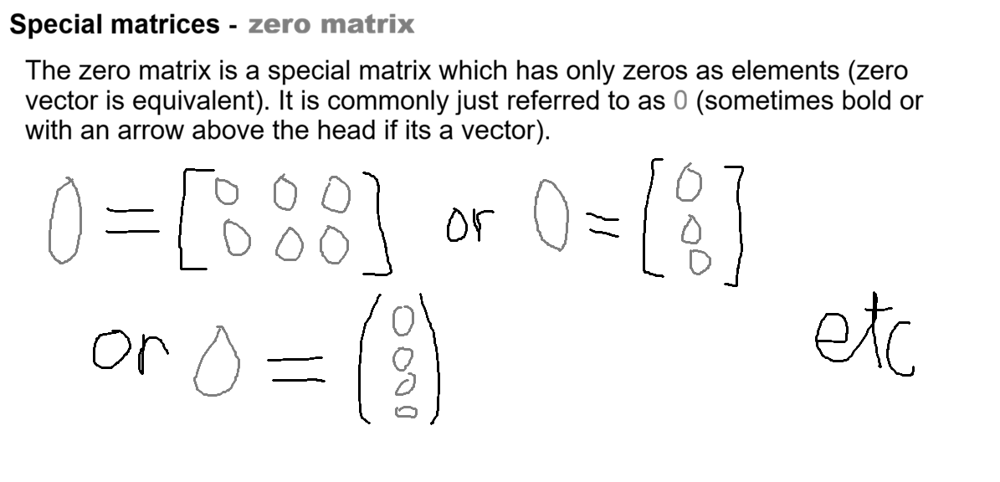 Special matrices - zero matrix
The zero matrix is a special matrix which has only zeros as elements (zero
vector is equivalent). It is commonly just referred to as 0 (sometimes bold or
with an arrow above the head if its a vector).
0 = [ 0 0 0
0 0 0 ] or 0 = [ 0
0
0 ]
or 0 = ( 0
0
0
0 ) etc